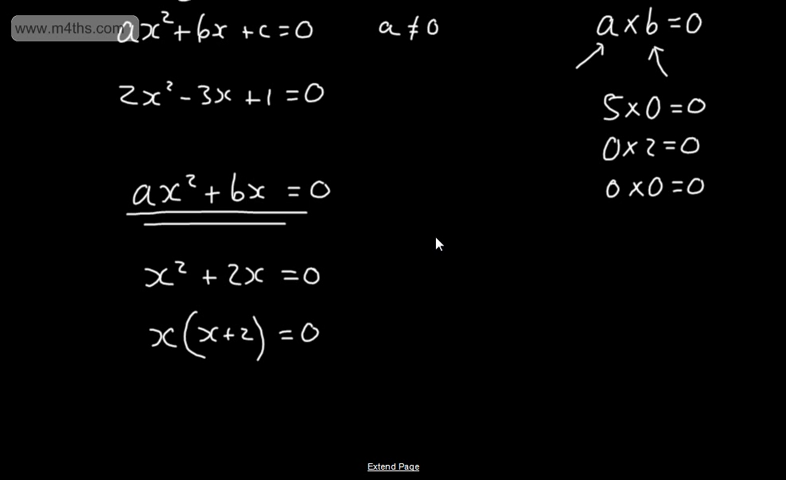 www.m4ths.com
ax² + bx + c = 0 a ≠ 0
2x² - 3x + 1 = 0
ax² + bx = 0
x² + 2x = 0
x(x+2) = 0
a × b = 0
5 × 0 = 0
0 × 2 = 0
0 × 0 = 0
Extend Page